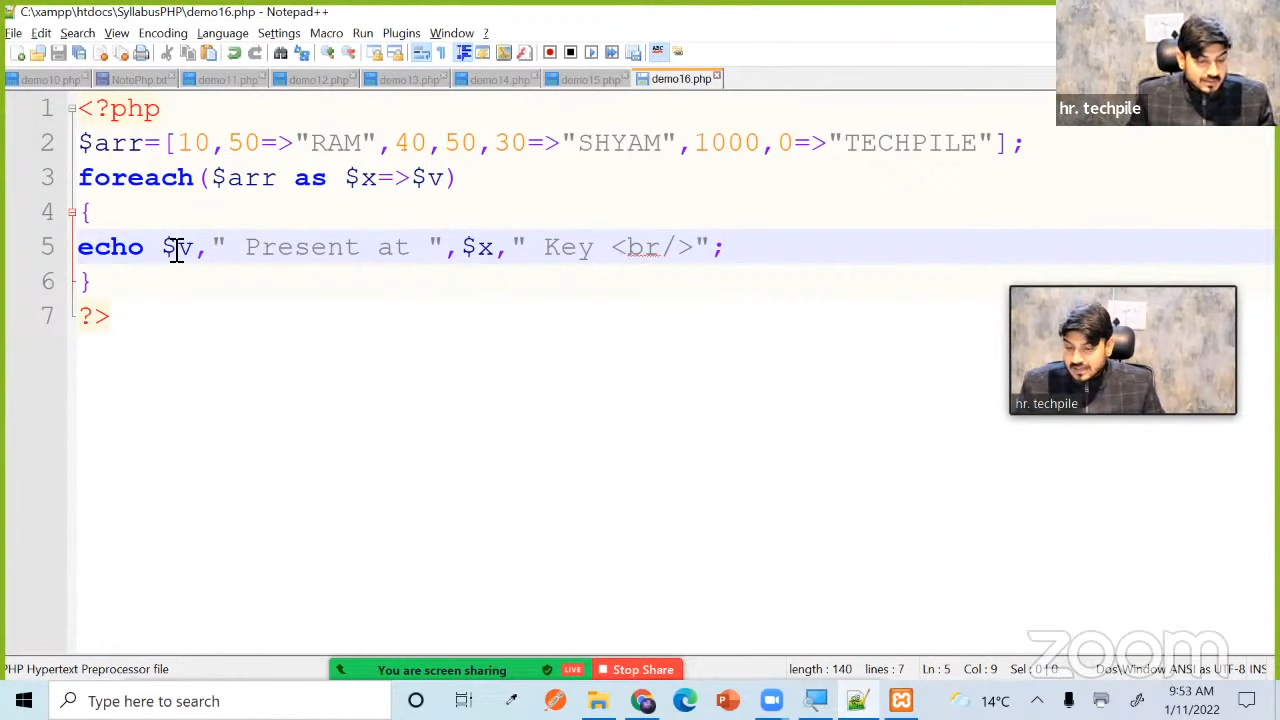 C:\xampp\htdocs\SyllabusPHP\demo16.php - Notepad++
File Edit Search View Encoding Language Settings Macro Run Plugins Window ?
demo10.php NotePhp.txt demo11.php demo12.php demo13.php demo14.php demo15.php demo16.php
hr. techpile
1 <?php
2 $arr=[10,50=>"RAM",40,50,30=>"SHYAM",1000,0=>"TECHPILE"];
3 foreach($arr as $x=>$v)
4 {
5 echo $v," Present at ",$x," Key <br/>";
6 }
7 ?>
hr. techpile
zoom
PHP Hypertext Preprocessor file You are screen sharing LIVE Stop Share length : 140 lines : 7 Ln : 5 Col : 9 Sel : 0 | 0 Dos\Window ANSI as UTF-8 INS
Type here to search 14°C 9:53 AM
1/11/2022